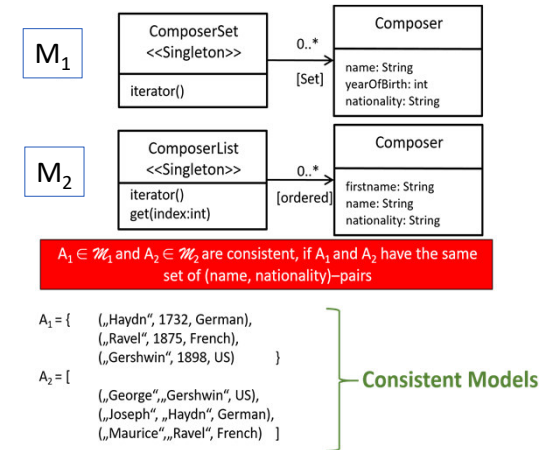 M1
ComposerSet
<<Singleton>>
iterator()
0..*
[Set]
Composer
name: String
yearOfBirth: int
nationality: String
M2
ComposerList
<<Singleton>>
iterator()
get(index:int)
0..*
[ordered]
Composer
firstname: String
name: String
nationality: String
A1 ∈ ℳ1 and A2 ∈ ℳ2 are consistent, if A1 and A2 have the same
set of (name, nationality)–pairs
A1 = { („Haydn“, 1732, German),
(„Ravel“, 1875, French),
(„Gershwin“, 1898, US) }
A2 = [
(„George“„Gershwin“, US),
(„Joseph“, „Haydn“, German),
(„Maurice“„Ravel“, French) ]
Consistent Models